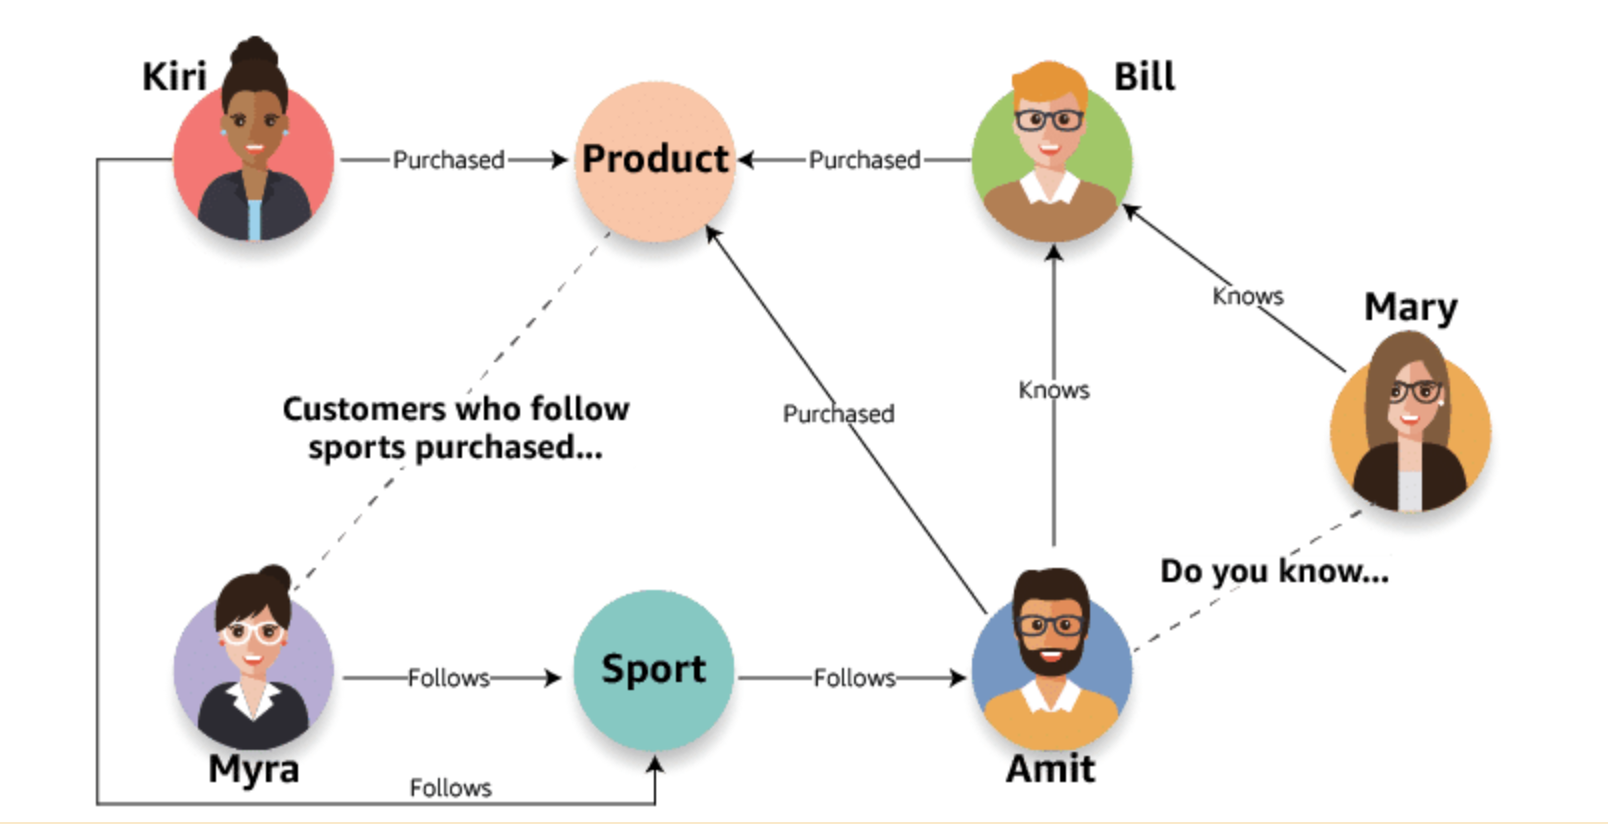 Kiri
Bill
Purchased
Product
Purchased
Knows
Mary
Knows
Customers who follow
sports purchased...
Purchased
Do you know...
Follows
Sport
Follows
Myra
Amit
Follows